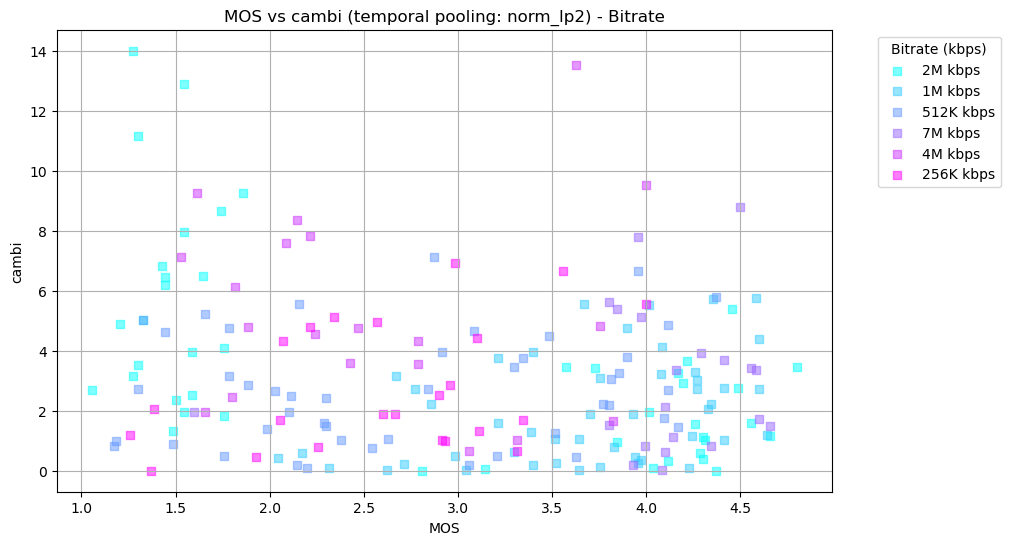 MOS vs cambi (temporal pooling: norm_lp2) - Bitrate
14
12
10
8
6
4
2
0
cambi
1.0 1.5 2.0 2.5 3.0 3.5 4.0 4.5
MOS
Bitrate (kbps)
2M kbps
1M kbps
512K kbps
7M kbps
4M kbps
256K kbps